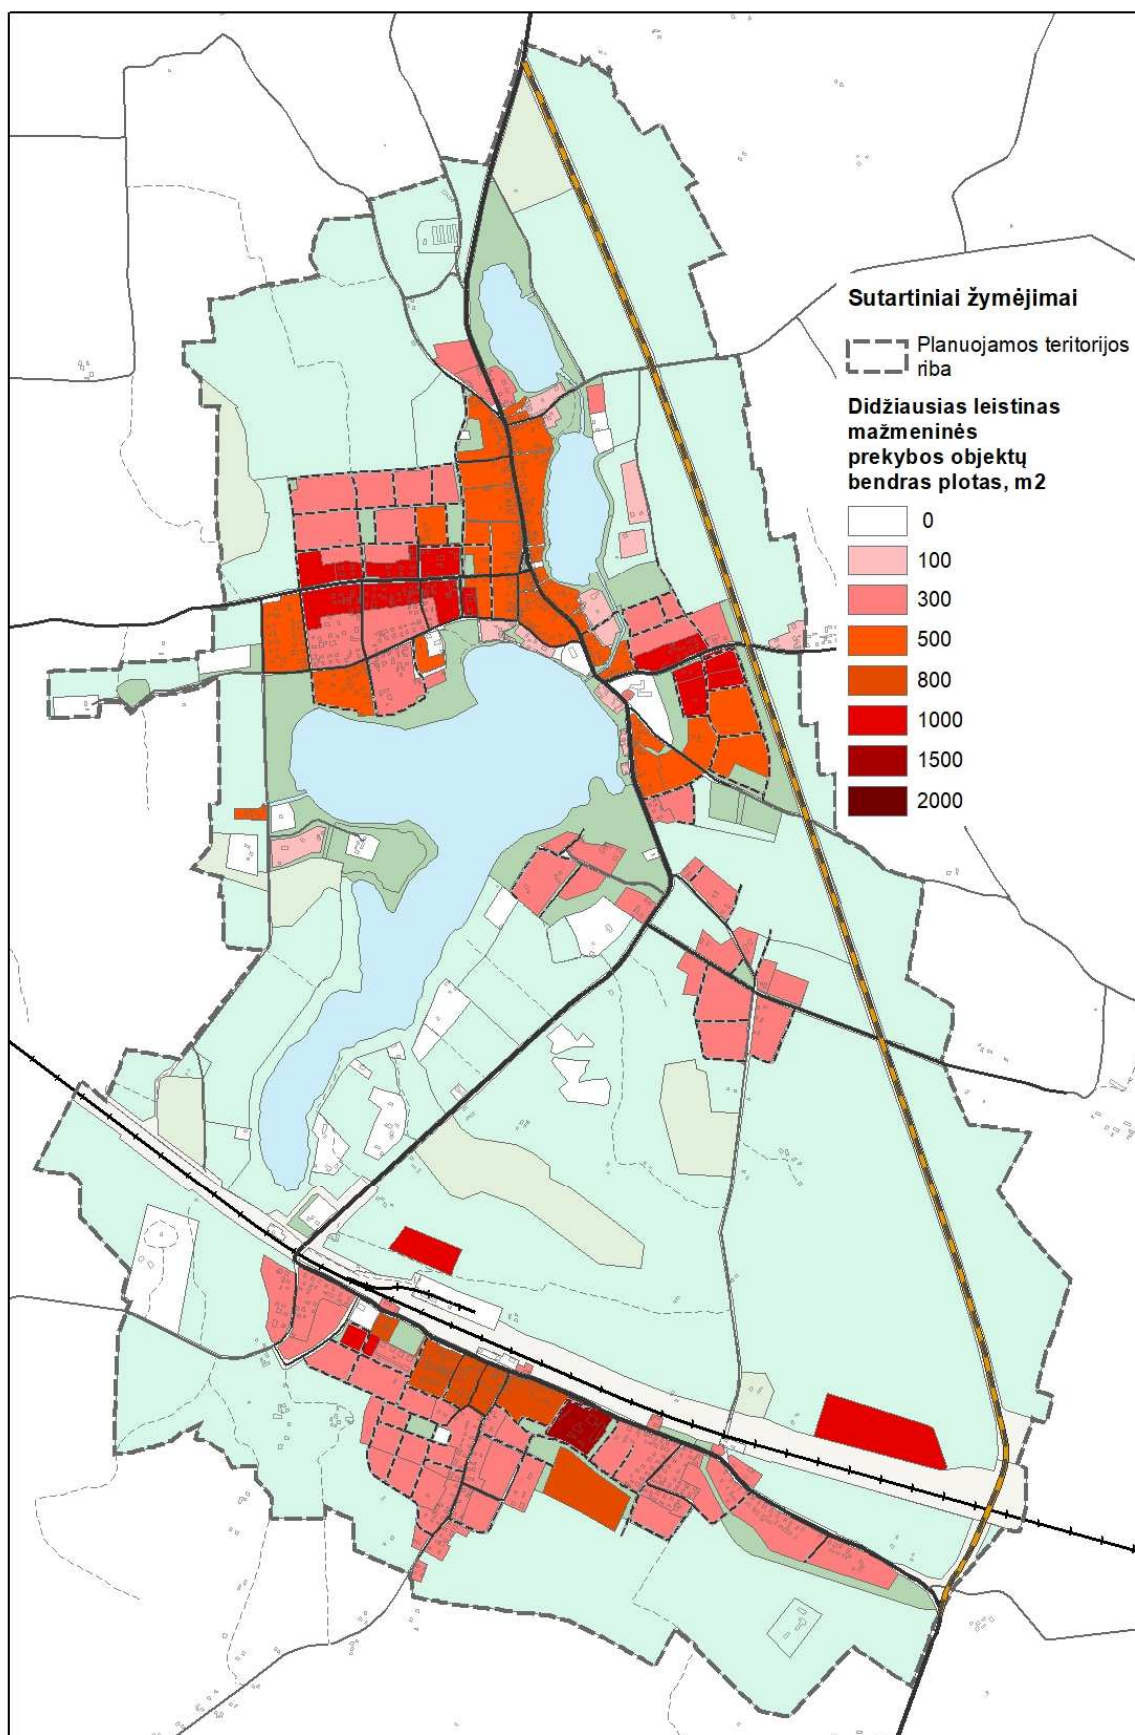 Sutartiniai žymėjimai
Planuojamos teritorijos
riba
Didžiausias leistinas
mažmeninės
prekybos objektų
bendras plotas, m2
0
100
300
500
800
1000
1500
2000